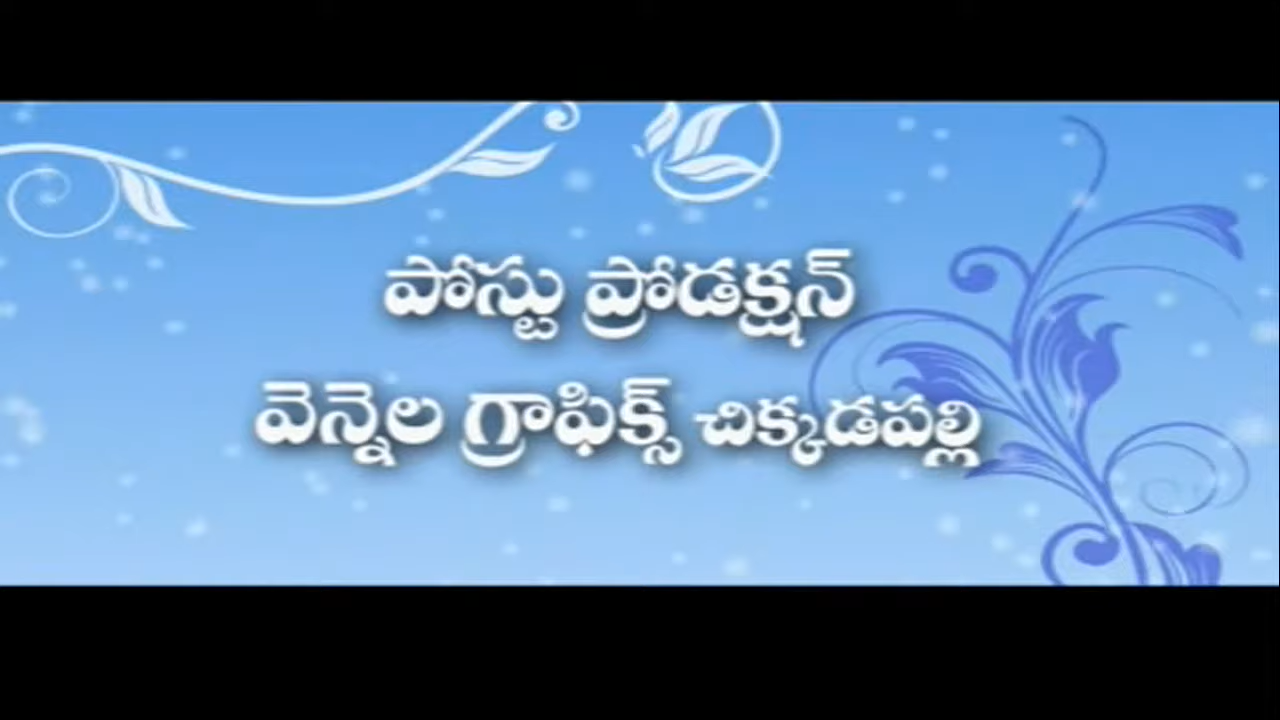 పోస్టు ప్రోడక్షన్
వెన్నెల గ్రాఫిక్స్ చిక్కడపల్లి